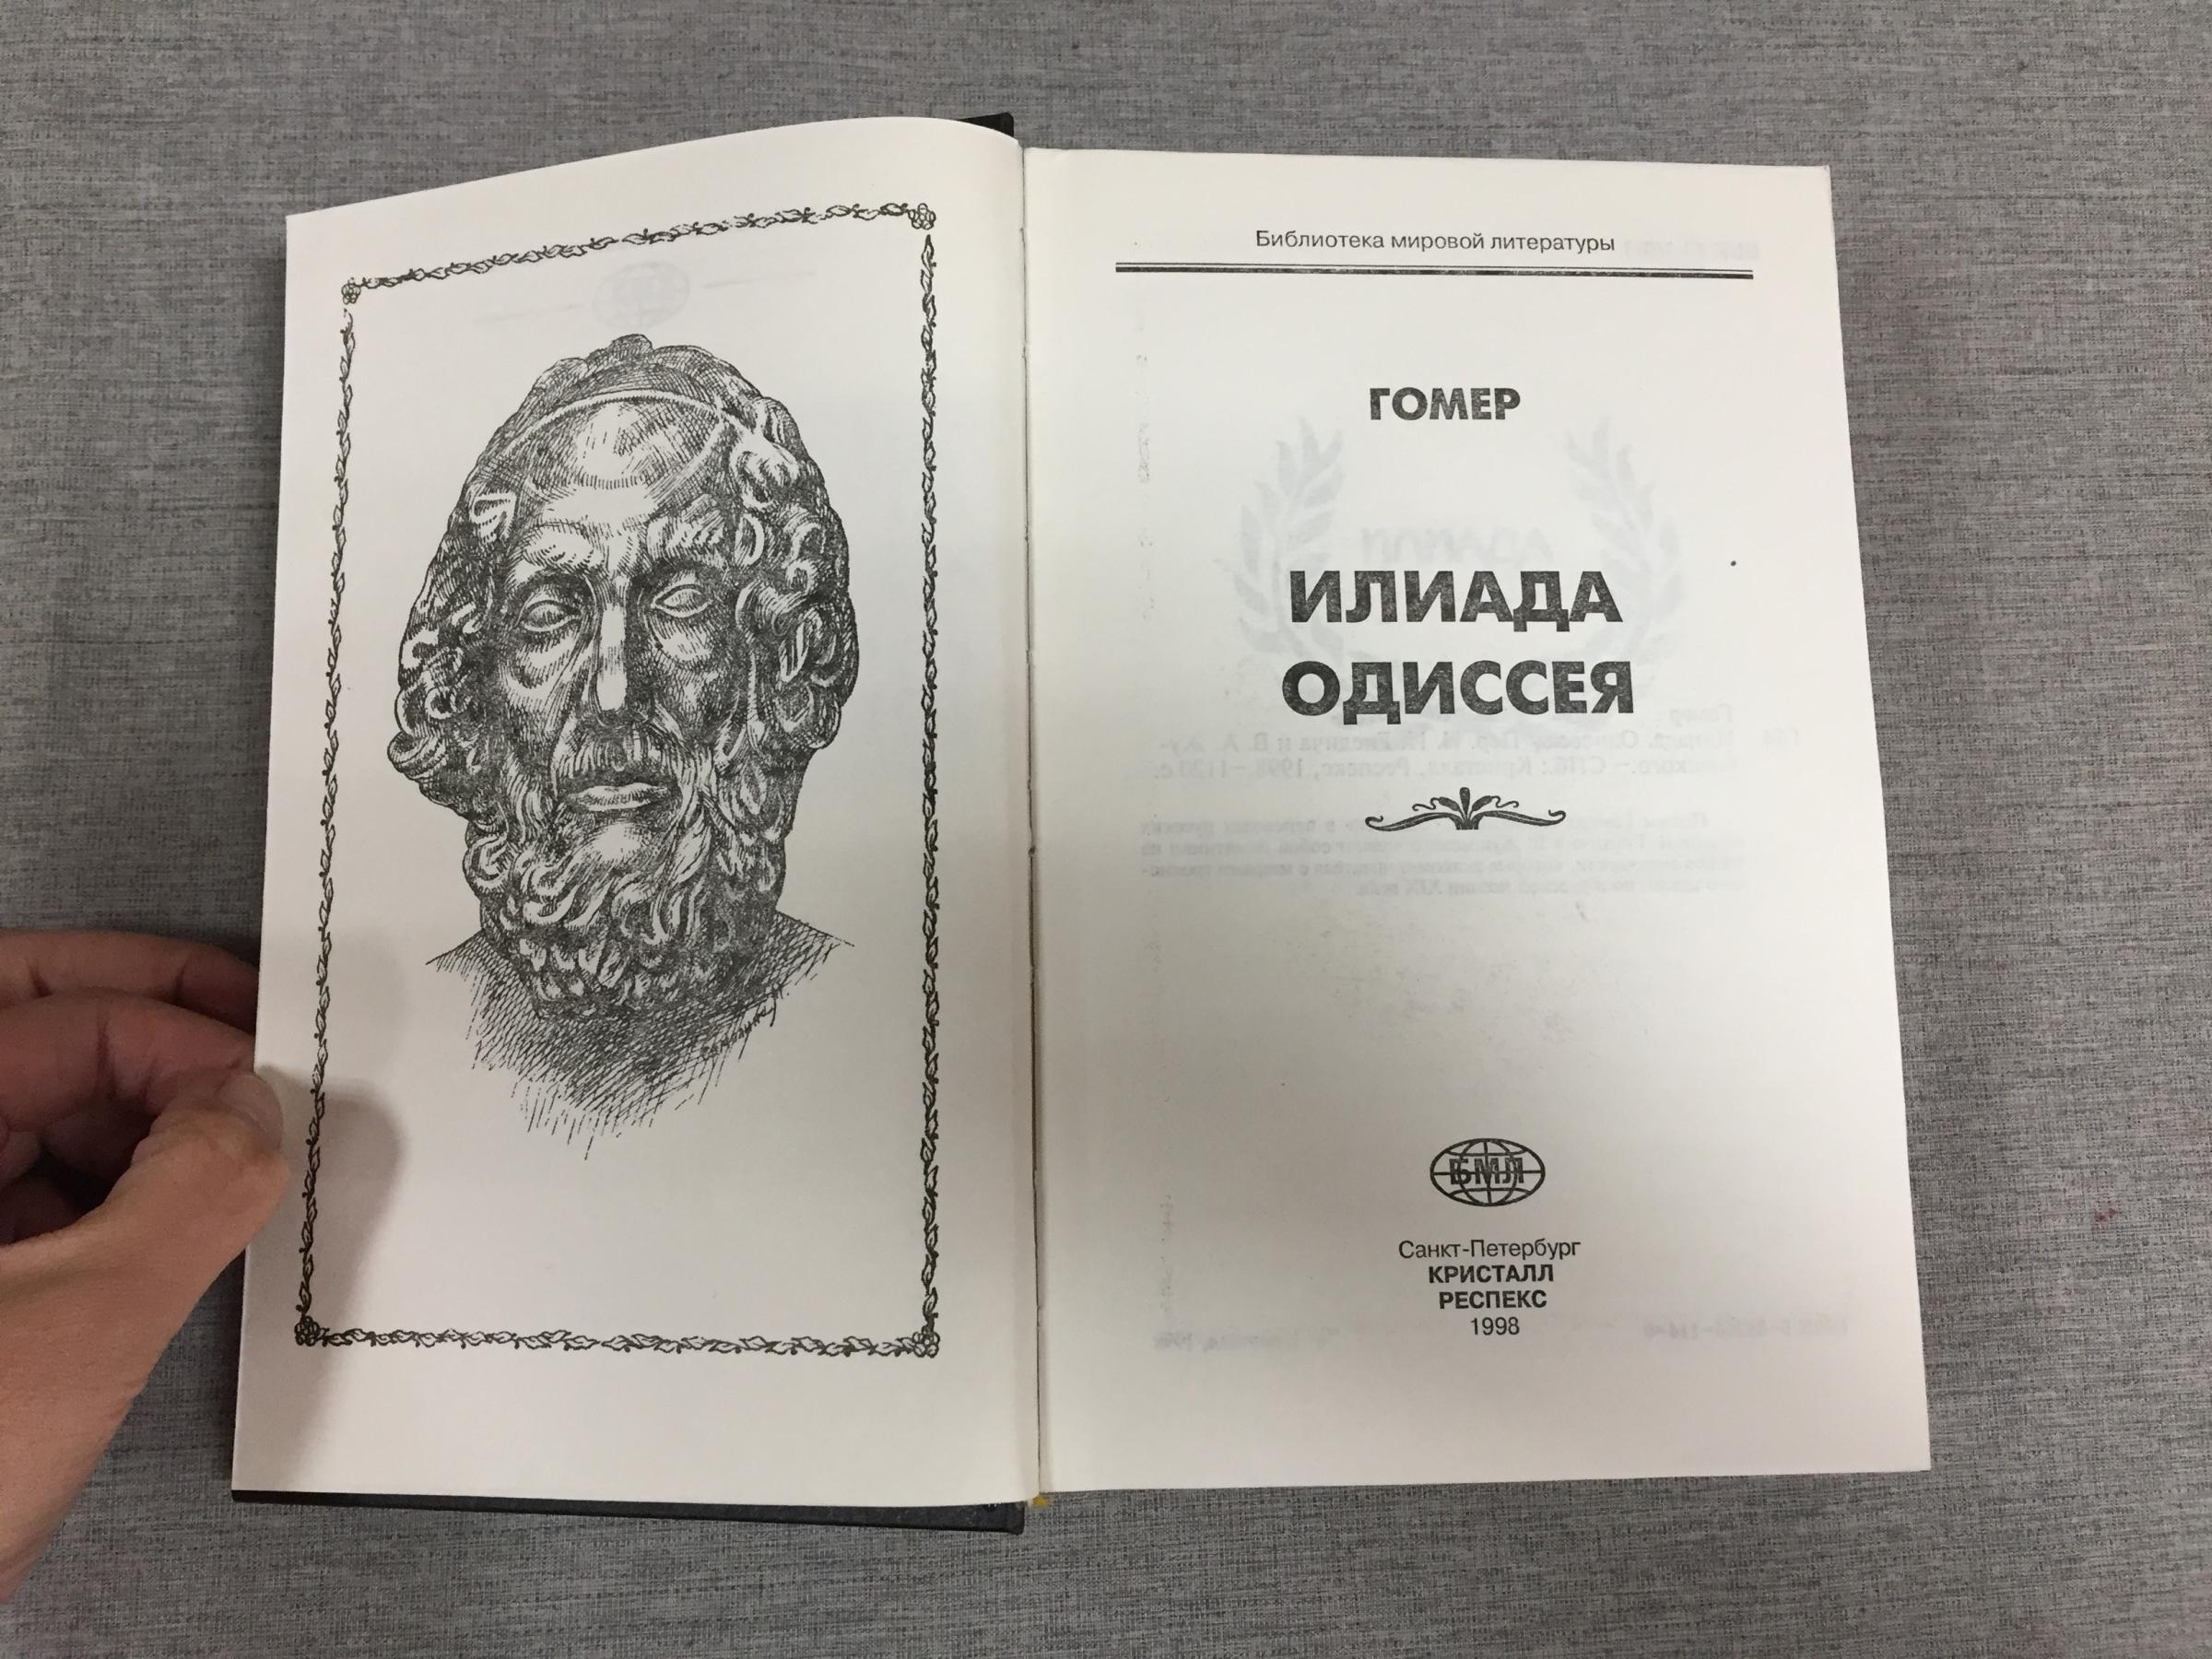 Библиотека мировой литературы
ГОМЕР
ИЛИАДА
ОДИССЕЯ
БМЛ
Санкт-Петербург
КРИСТАЛЛ
РЕСПЕКС
1998